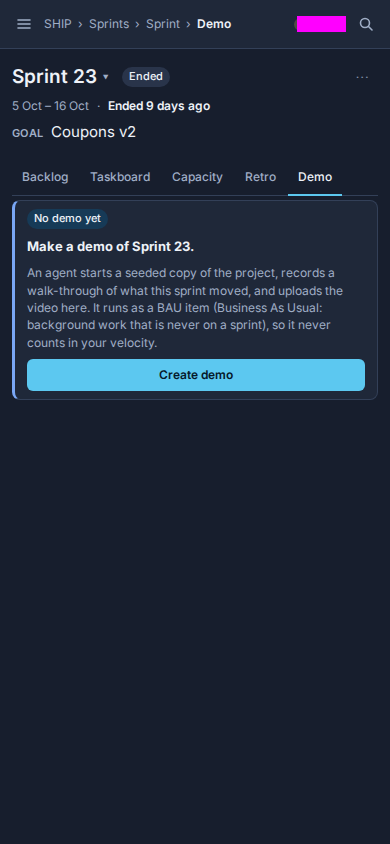 SHIP › Sprints › Sprint › Demo
Sprint 23 ▾ Ended ...
5 Oct – 16 Oct · Ended 9 days ago
GOAL Coupons v2
Backlog Taskboard Capacity Retro Demo
No demo yet
Make a demo of Sprint 23.
An agent starts a seeded copy of the project, records a
walk-through of what this sprint moved, and uploads the
video here. It runs as a BAU item (Business As Usual:
background work that is never on a sprint), so it never
counts in your velocity.
Create demo